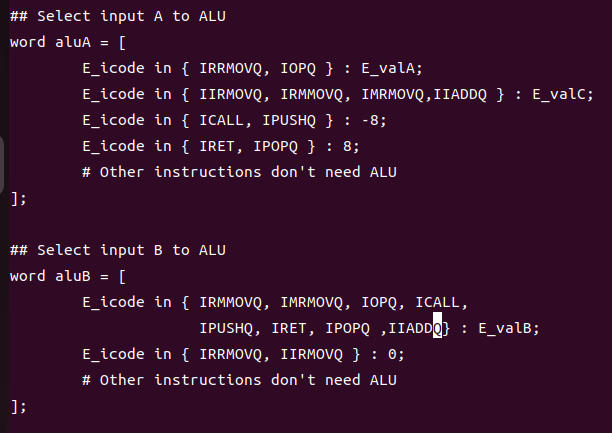 ## Select input A to ALU
word aluA = [
        E_icode in { IRRMOVQ, IOPQ } : E_valA;
        E_icode in { IIRMOVQ, IRMMOVQ, IMRMOVQ,IIADDQ } : E_valC;
        E_icode in { ICALL, IPUSHQ } : -8;
        E_icode in { IRET, IPOPQ } : 8;
        # Other instructions don't need ALU
];

## Select input B to ALU
word aluB = [
        E_icode in { IRMMOVQ, IMRMOVQ, IOPQ, ICALL,
                     IPUSHQ, IRET, IPOPQ ,IIADDQ} : E_valB;
        E_icode in { IRRMOVQ, IIRMOVQ } : 0;
        # Other instructions don't need ALU
];